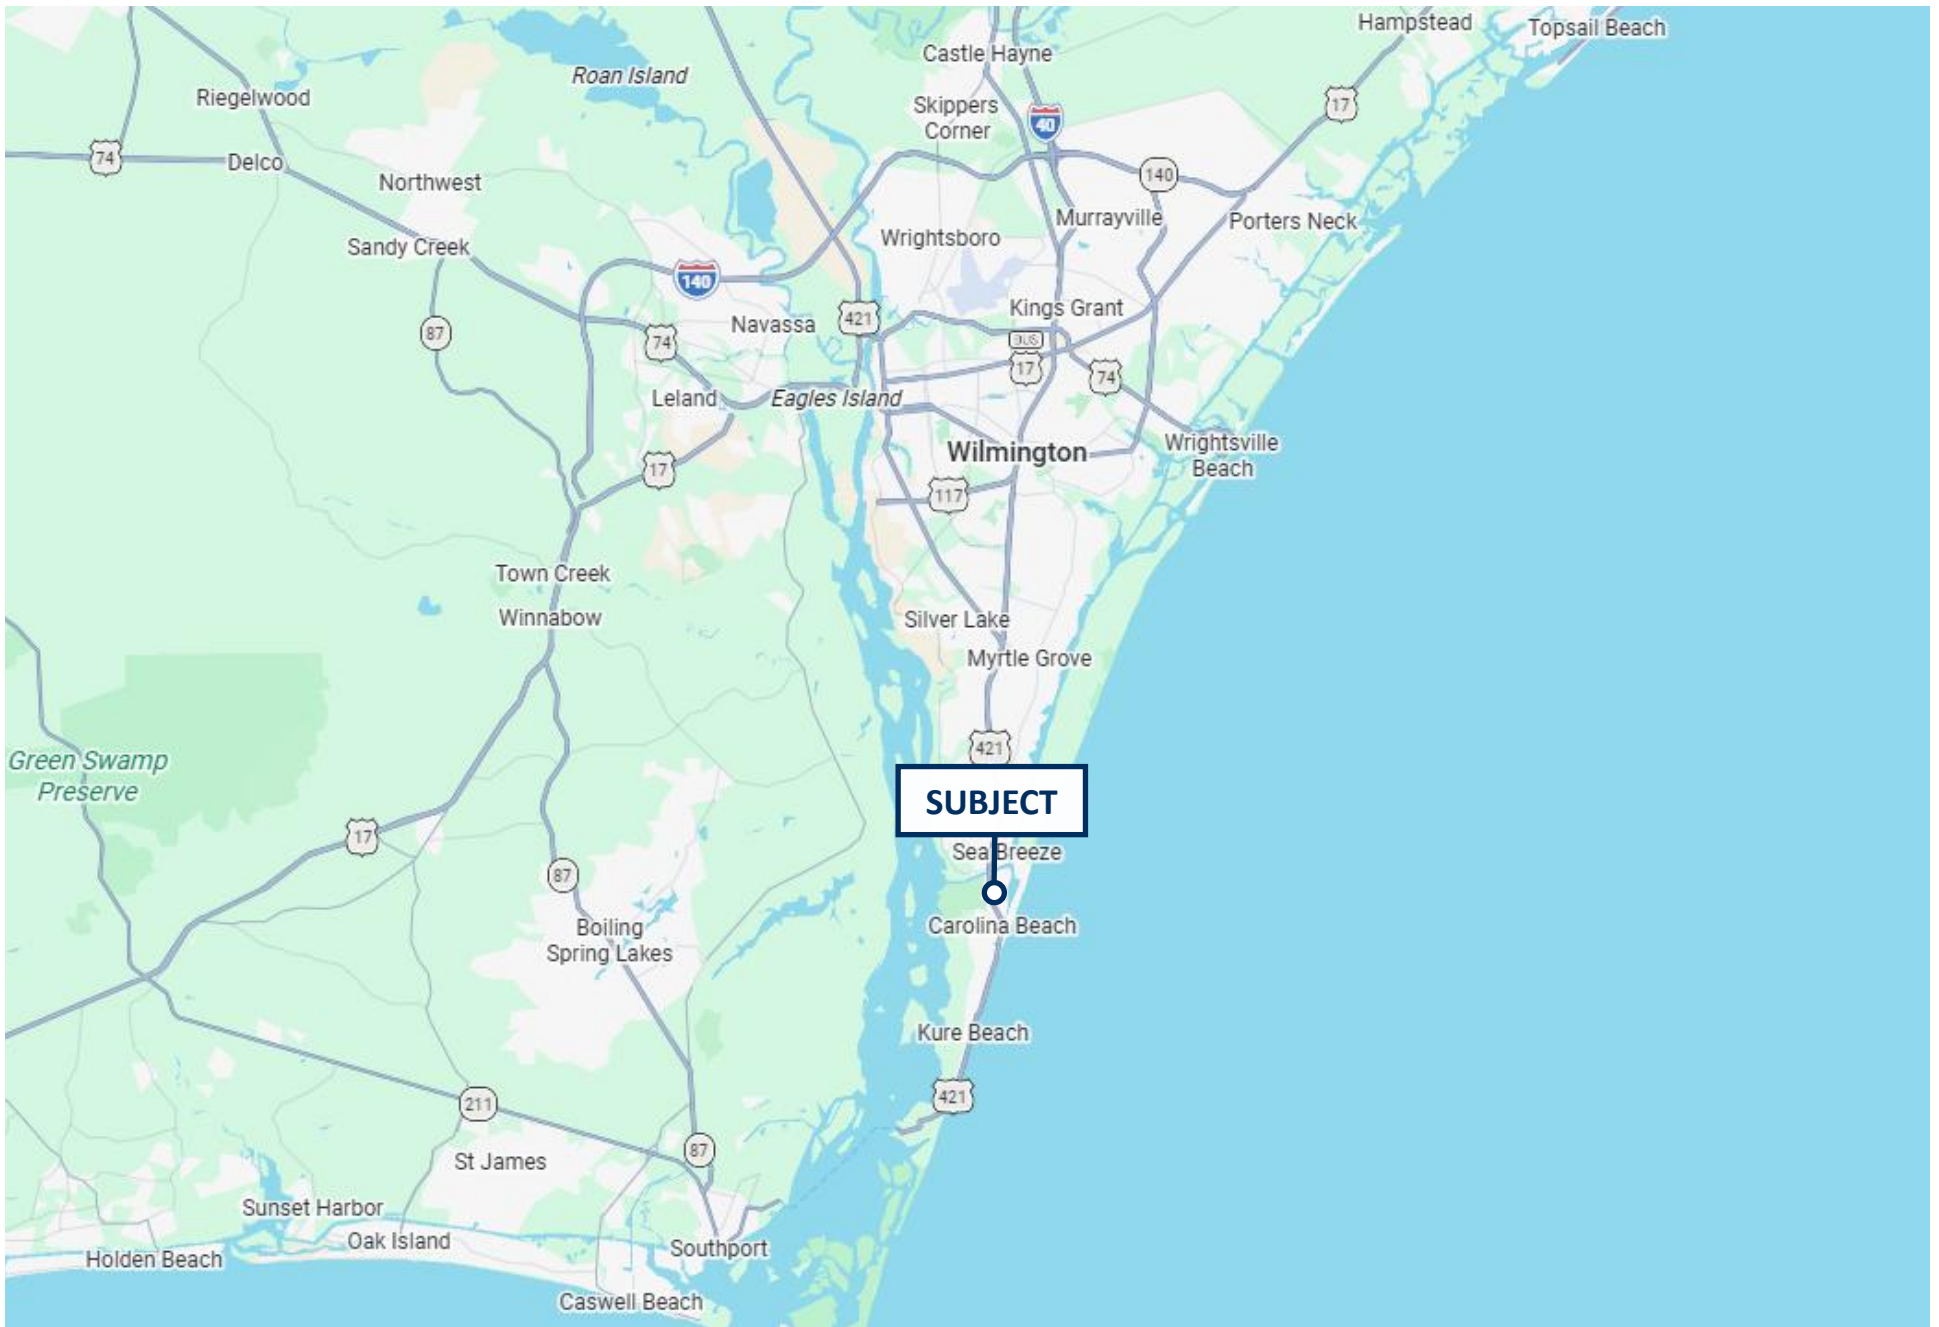 Hampstead
Topsail Beach
Castle Hayne
Roan Island
Riegelwood
Skippers
Corner
17
40
74
Delco
140
Northwest
Murrayville
Porters Neck
Wrightsboro
Sandy Creek
140
Kings Grant
421
Navassa
87
BUS
74
17
74
Leland
Eagles Island
Wilmington
Wrightsville
Beach
17
117
Town Creek
Winnabow
Silver Lake
Myrtle Grove
421
Green Swamp
Preserve
SUBJECT
17
Sea Breeze
87
Carolina Beach
Boiling
Spring Lakes
Kure Beach
421
211
87
St James
Sunset Harbor
Oak Island
Southport
Holden Beach
Caswell Beach